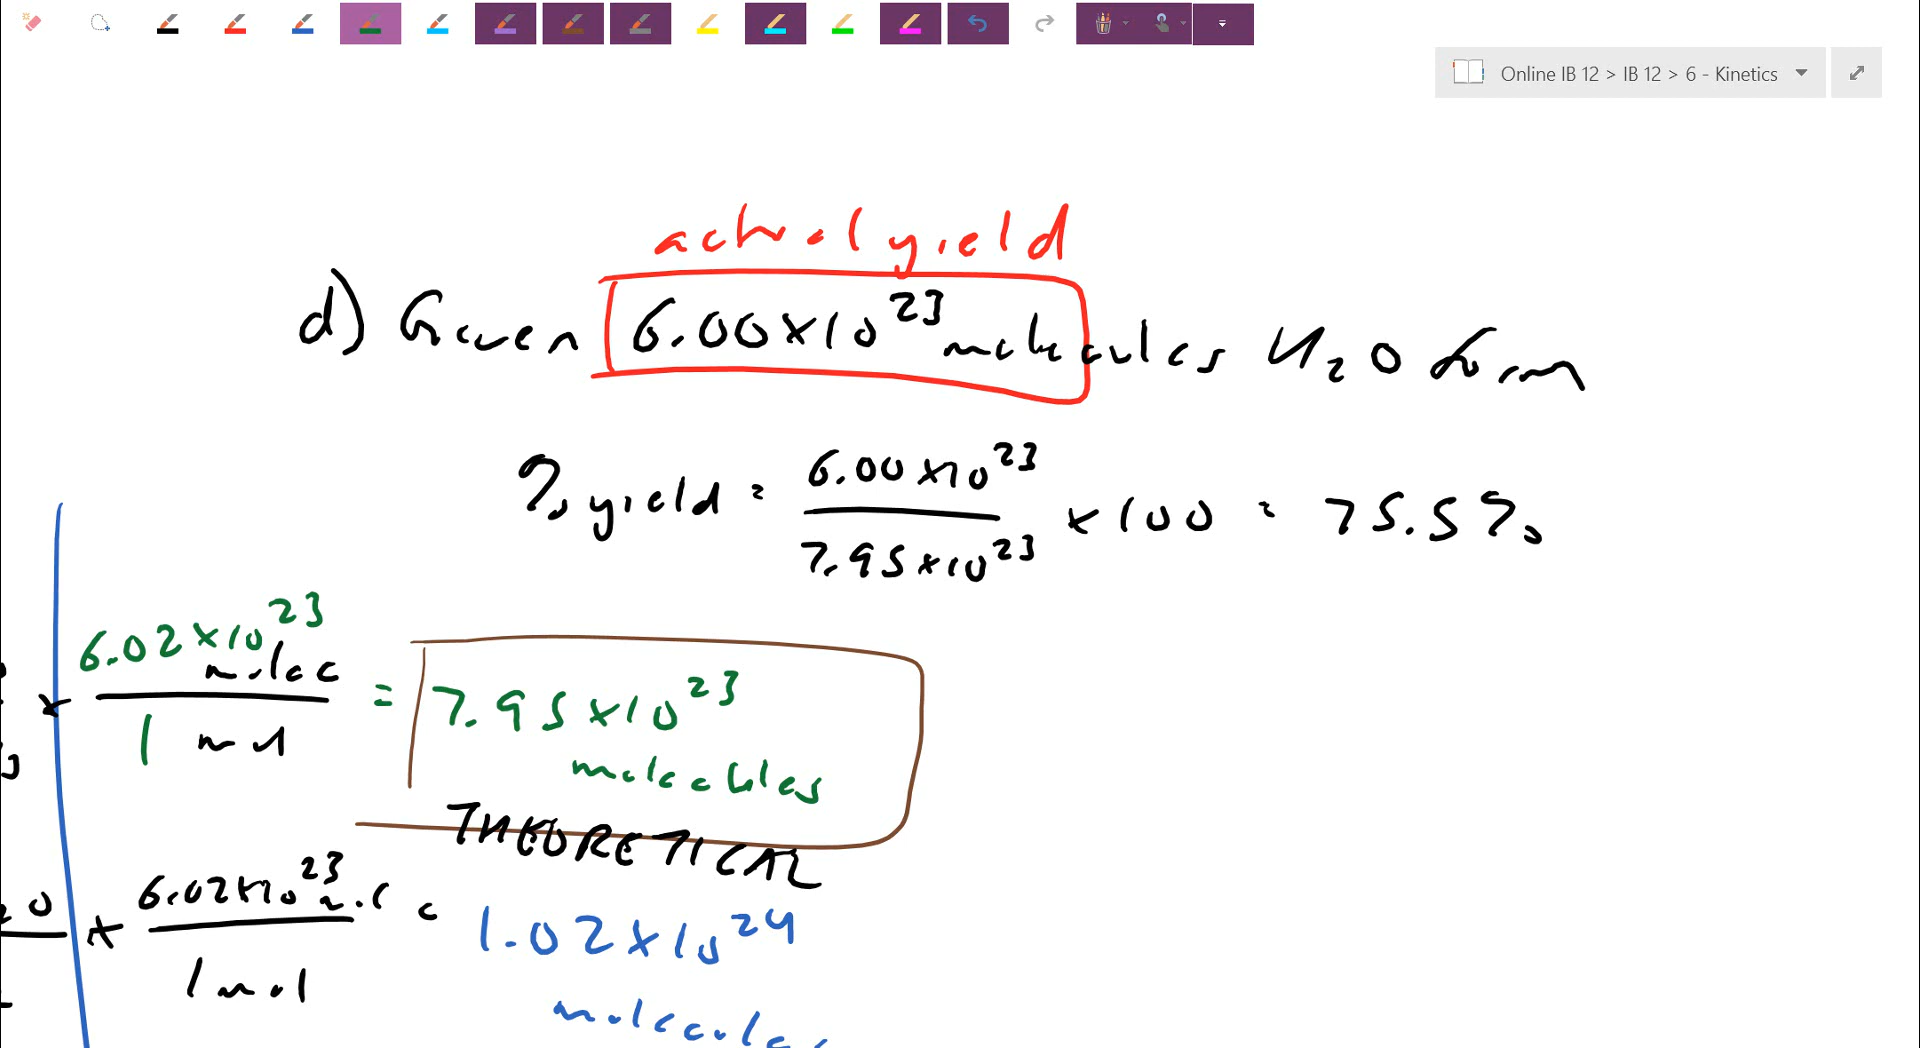 Online IB 12 > IB 12 > 6 - Kinetics
actual yield
d) Given 6.00×10²³ molecules H₂O form
% yield = 6.00×10²³ / 7.95×10²³ × 100 = 75.5%
× 6.02×10²³ molec / 1 mol = 7.95×10²³
molecules
THEORETICAL
O × 6.02×10²³ / 1 mol = 1.02×10²⁴
molecules